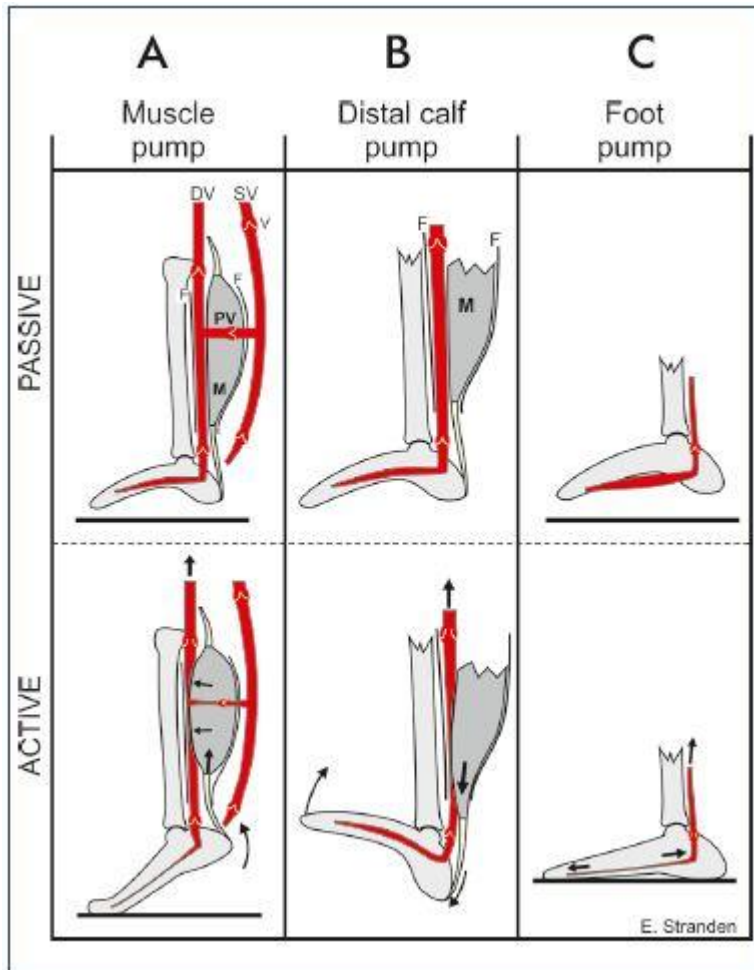 A B C
Muscle pump
Distal calf pump
Foot pump
PASSIVE
DV SV
V
F F
PV
M
F F
M
ACTIVE
E. Stranden